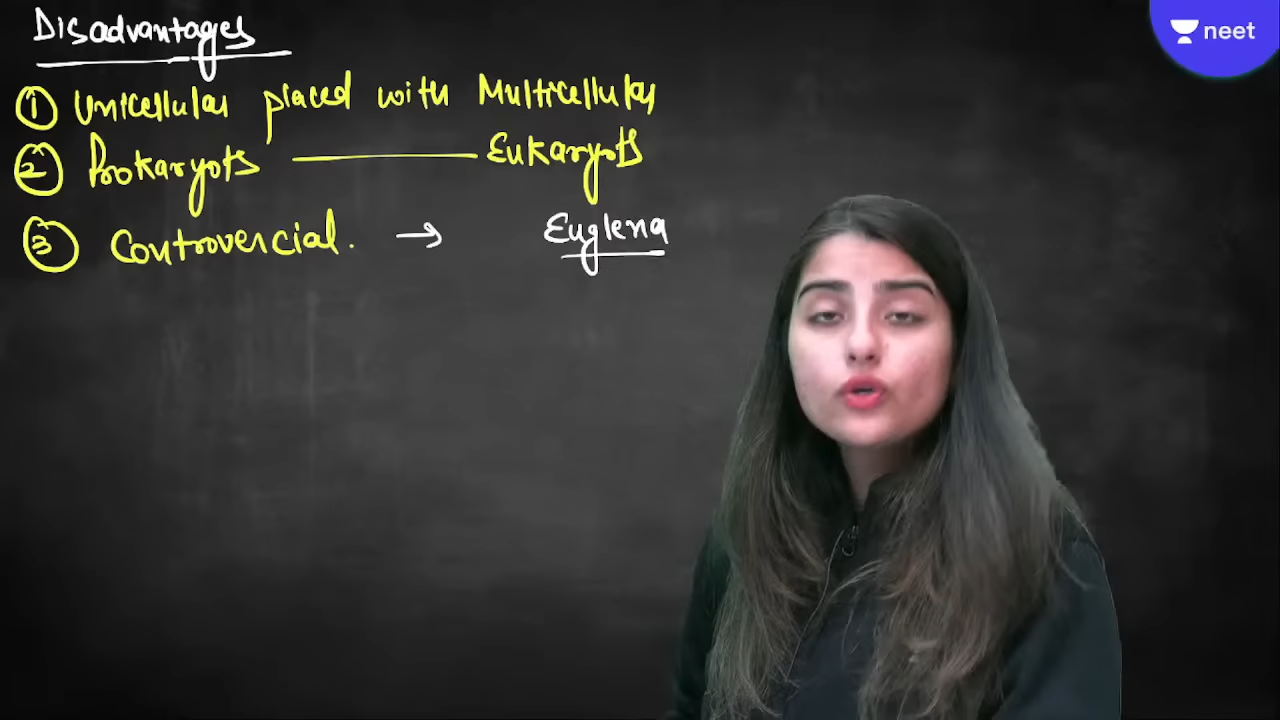 Disadvantages
neet
① Unicellular placed with Multicellular
② Prokaryots ———— Eukaryots
③ Controvercial. → Euglena